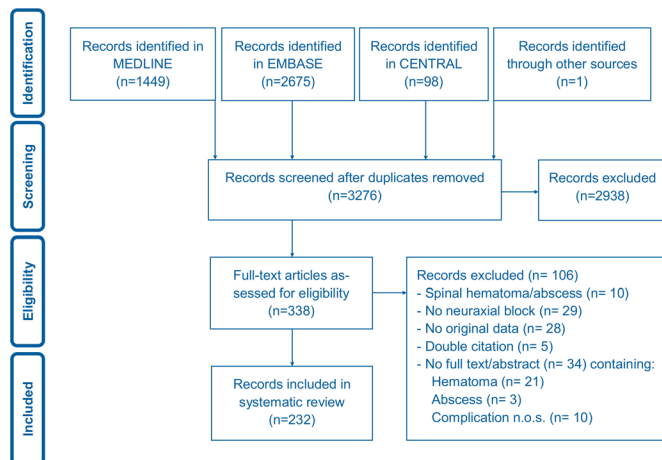 Identification
Records identified in
MEDLINE
(n=1449)
Records identified
in EMBASE
(n=2675)
Records identified
in CENTRAL
(n=98)
Records identified
through other sources
(n=1)
Screening
Records screened after duplicates removed
(n=3276)
Records excluded
(n=2938)
Eligibility
Full-text articles as-
sessed for eligibility
(n=338)
Records excluded (n= 106)
- Spinal hematoma/abscess (n= 10)
- No neuraxial block (n= 29)
- No original data (n= 28)
- Double citation (n= 5)
- No full text/abstract (n= 34) containing:
Hematoma (n= 21)
Abscess (n= 3)
Complication n.o.s. (n= 10)
Included
Records included in
systematic review
(n=232)